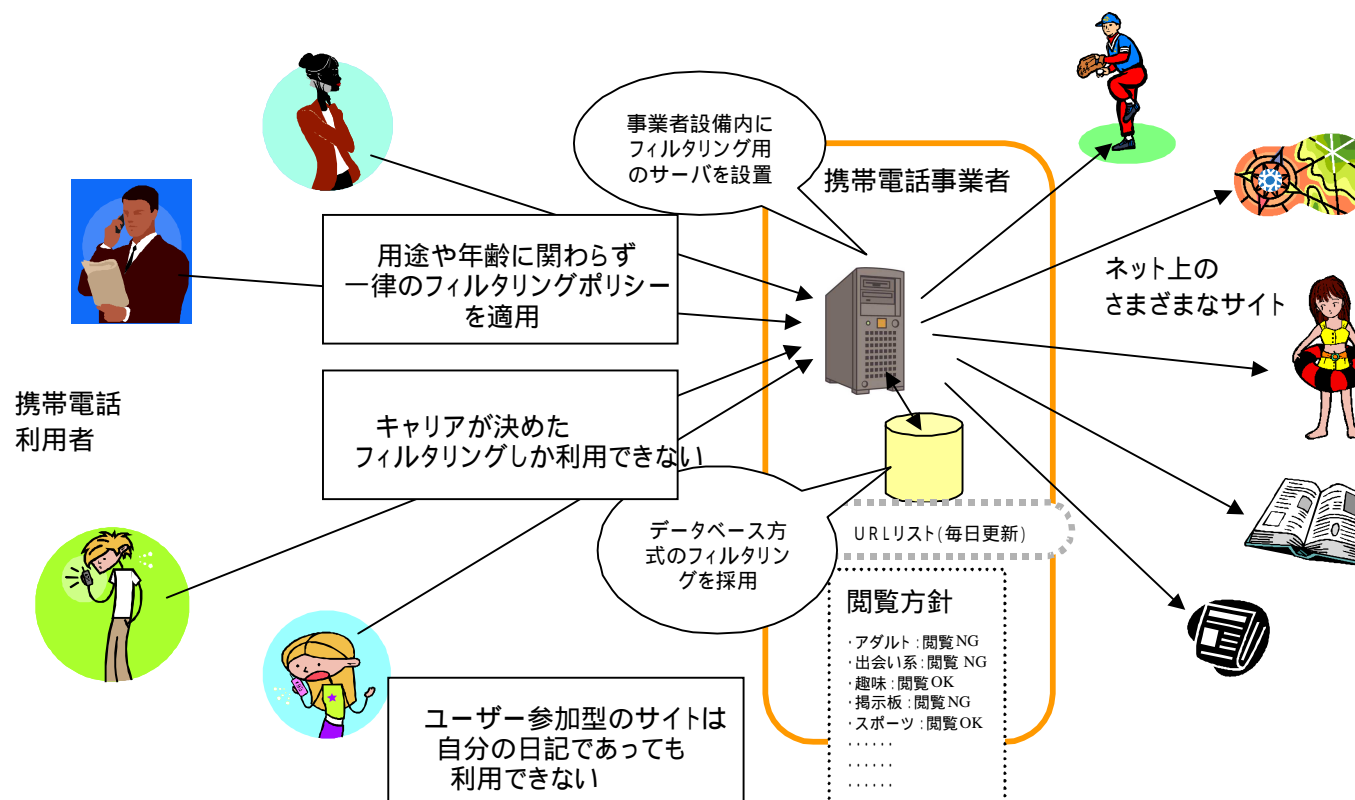 事業者設備内に
フィルタリング用
のサーバを設置
携帯電話事業者
用途や年齢に関わらず
一律のフィルタリングポリシー
を適用
ネット上の
さまざまなサイト
携帯電話
利用者
キャリアが決めた
フィルタリングしか利用できない
データベース方
式のフィルタリン
グを採用
URLリスト(毎日更新)
閲覧方針
・アダルト:閲覧NG
・出会い系:閲覧 NG
・趣味:閲覧OK
・掲示板:閲覧NG
・スポーツ:閲覧OK
・・・・・・
・・・・・・
・・・・・・
ユーザー参加型のサイトは
自分の日記であっても
利用できない